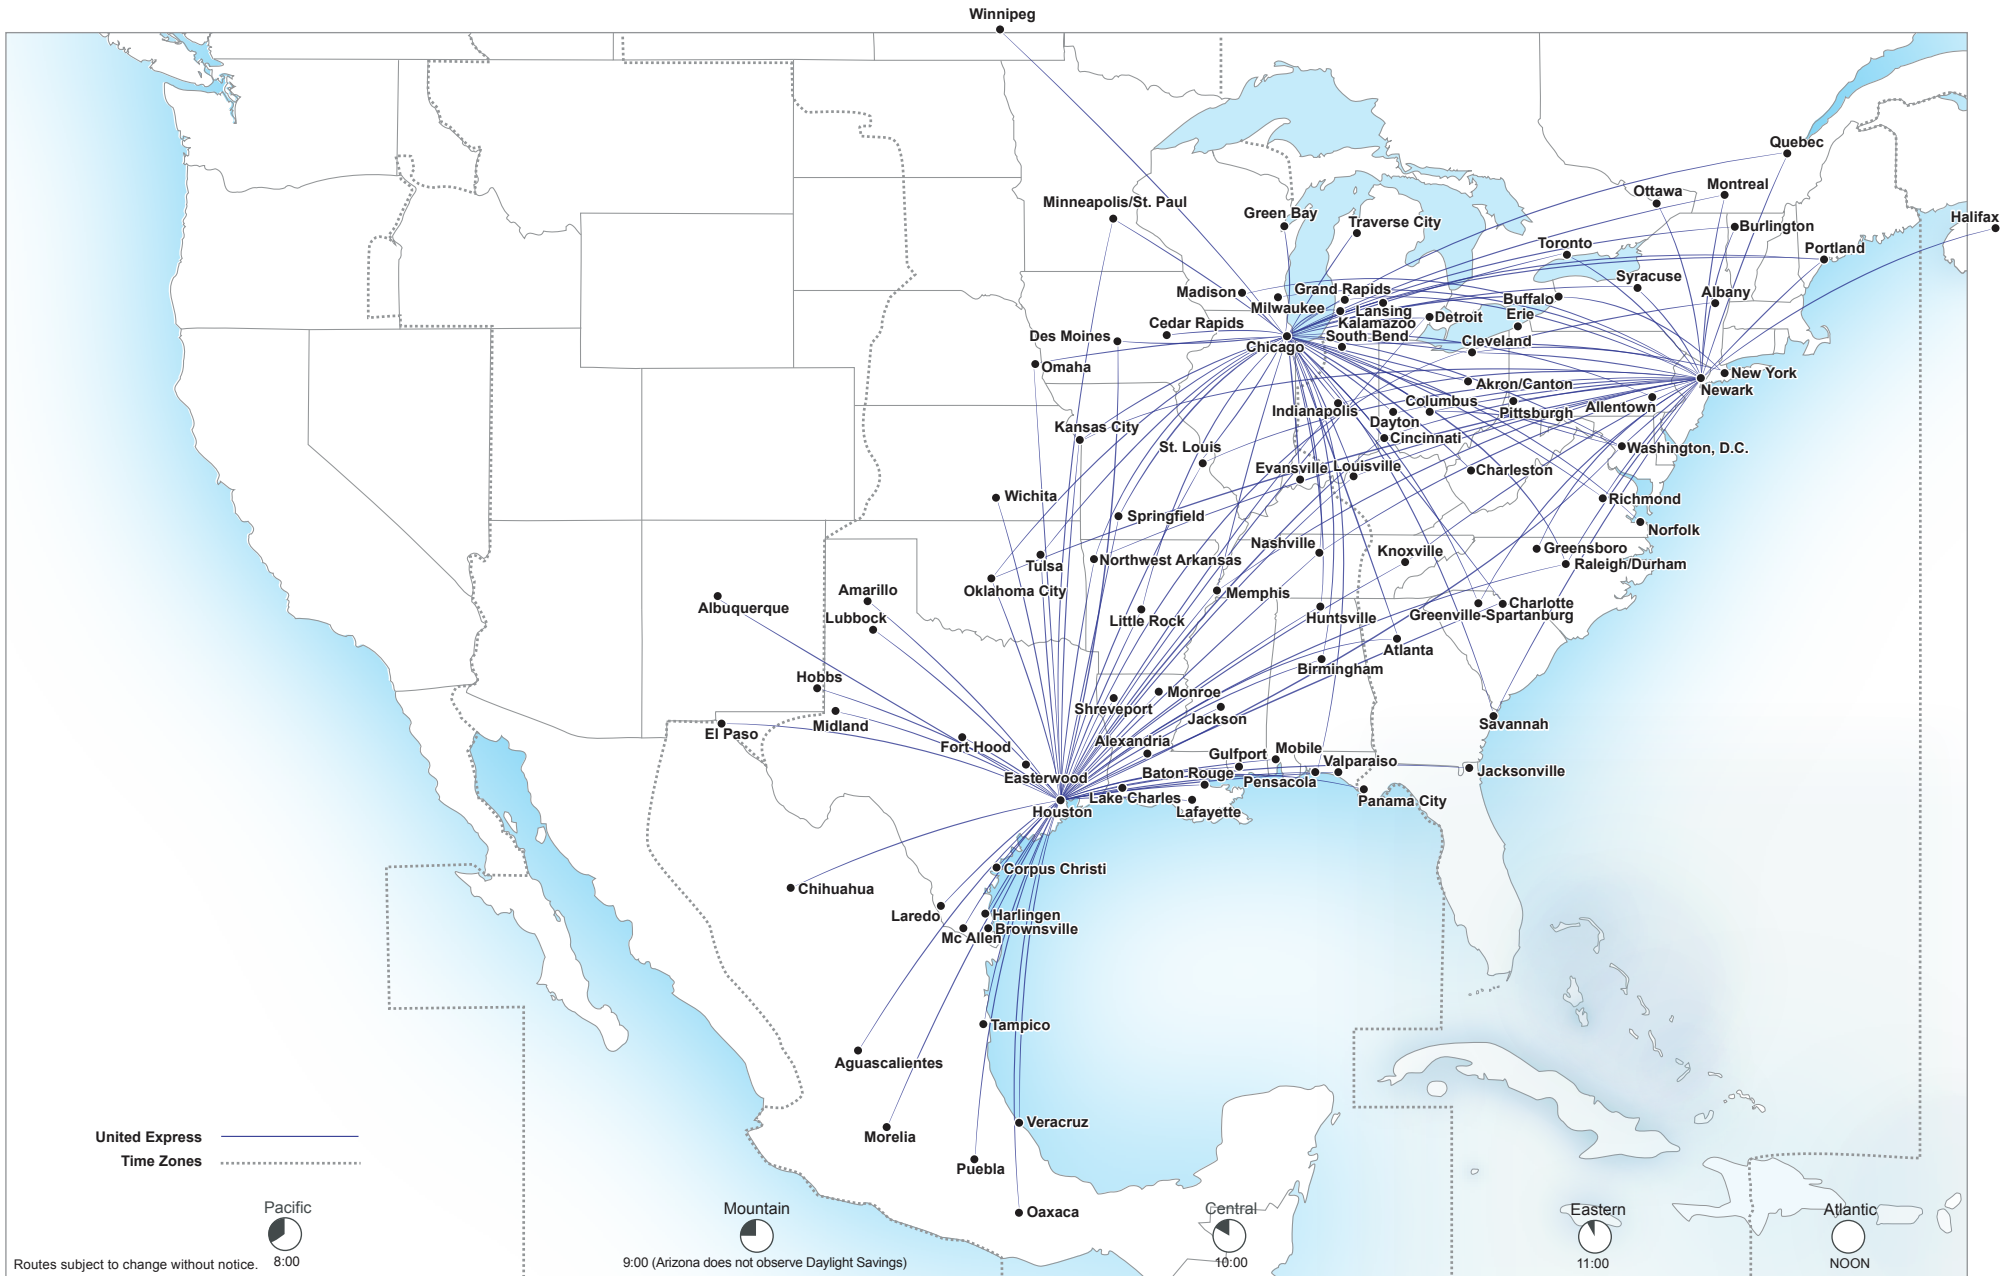 Winnipeg
Quebec
Ottawa
Montreal
Minneapolis/St. Paul
Green Bay
Traverse City
Halifax
Burlington
Toronto
Portland
Syracuse
Madison
Grand Rapids
Buffalo
Albany
Milwaukee
Lansing
Erie
Detroit
Cedar Rapids
Kalamazoo
Des Moines
South Bend
Cleveland
Chicago
Omaha
New York
Akron/Canton
Newark
Columbus
Allentown
Indianapolis
Pittsburgh
Dayton
Kansas City
Cincinnati
St. Louis
Washington, D.C.
Evansville
Louisville
Charleston
Wichita
Richmond
Springfield
Norfolk
Nashville
Knoxville
Greensboro
Northwest Arkansas
Tulsa
Raleigh/Durham
Amarillo
Oklahoma City
Memphis
Albuquerque
Charlotte
Lubbock
Little Rock
Huntsville
Greenville-Spartanburg
Atlanta
Birmingham
Hobbs
Monroe
Shreveport
Jackson
Savannah
Midland
El Paso
Fort Hood
Alexandria
Gulfport
Mobile
Valparaiso
Easterwood
Baton Rouge
Jacksonville
Pensacola
Lake Charles
Panama City
Houston
Lafayette
Corpus Christi
Chihuahua
Laredo
Harlingen
Brownsville
Mc Allen
Tampico
Aguascalientes
Veracruz
Morelia
United Express
Time Zones
Puebla
Oaxaca
Pacific
Mountain
Central
Eastern
Atlantic
Routes subject to change without notice.
8:00
9:00 (Arizona does not observe Daylight Savings)
10:00
11:00
NOON